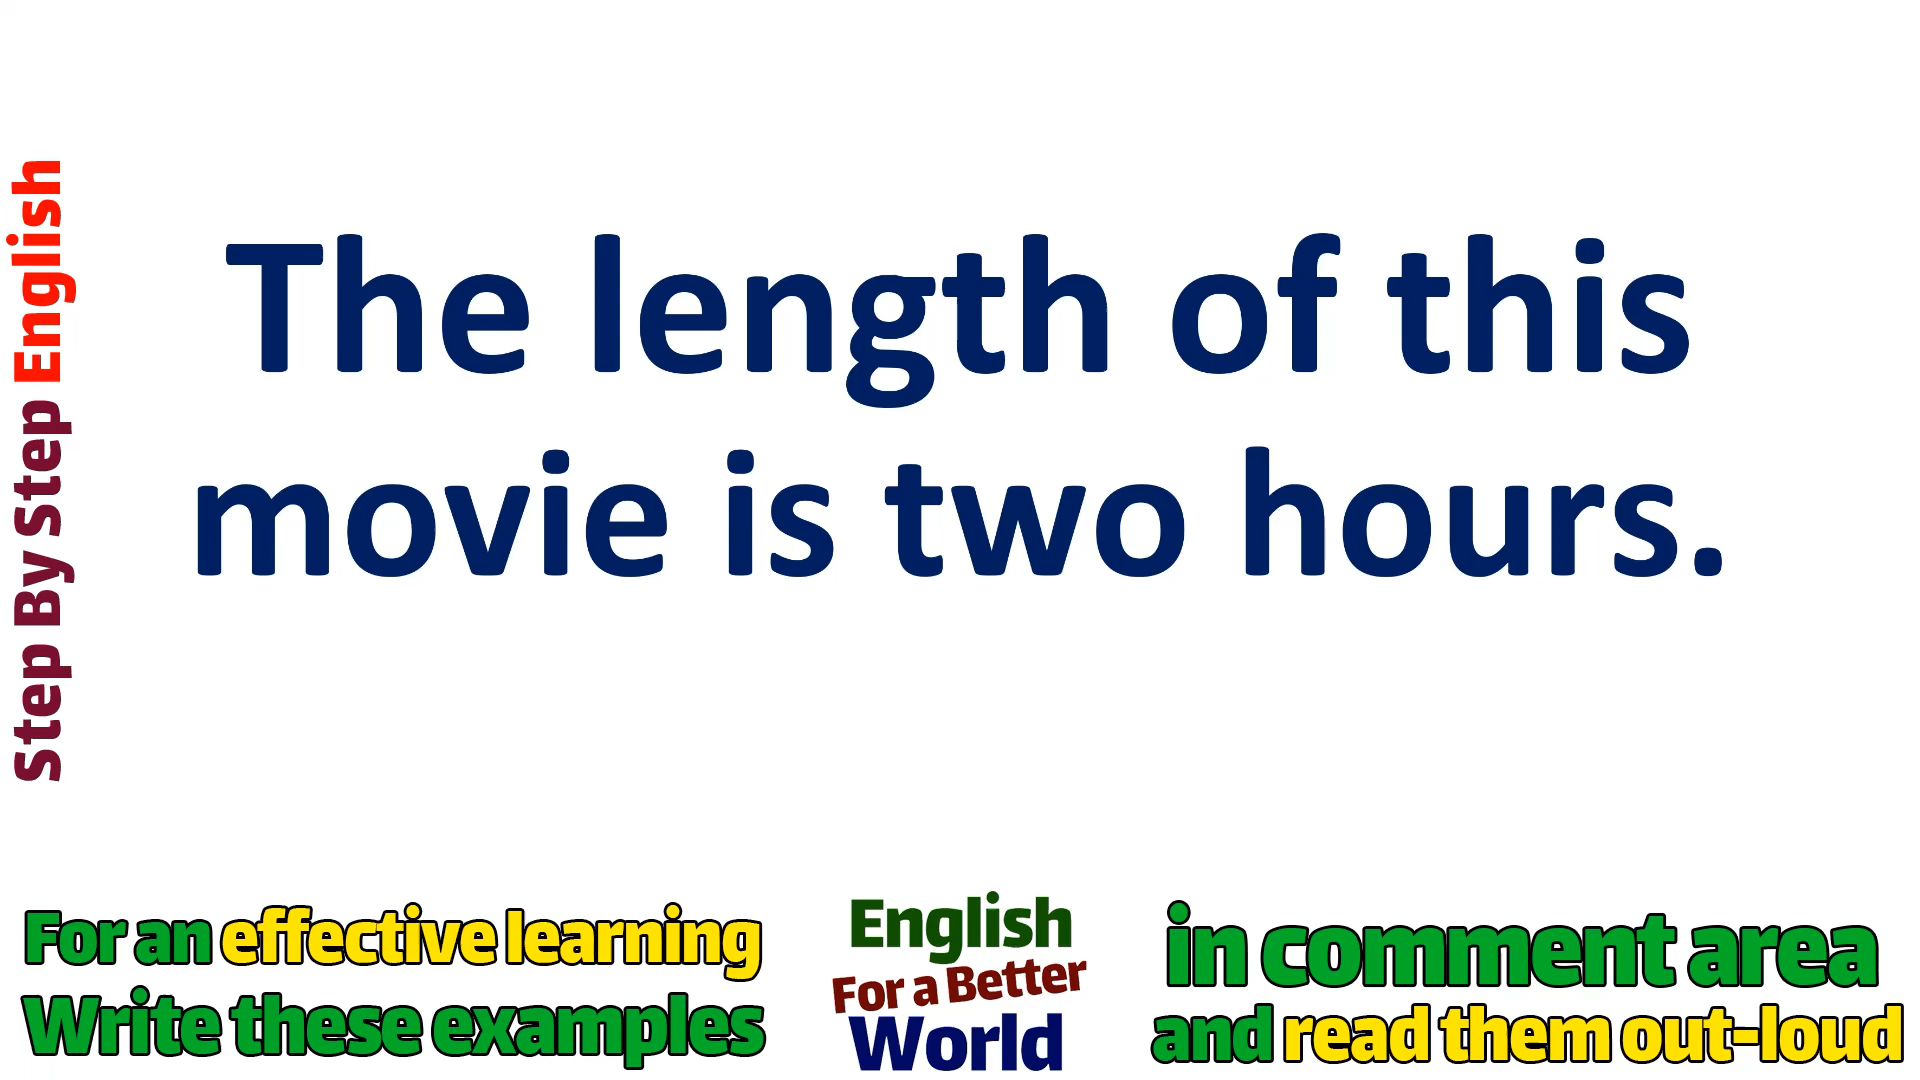 Step By Step English
The length of this
movie is two hours.
For an effective learning
Write these examples
English
For a Better
World
in comment area
and read them out-loud